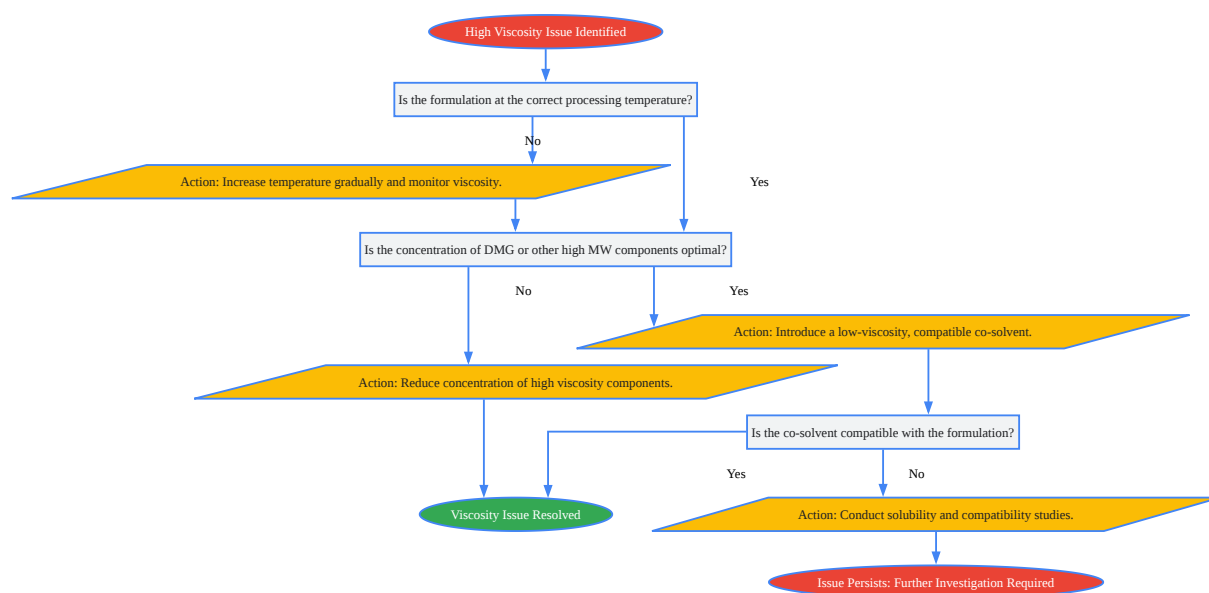 High Viscosity Issue Identified
Is the formulation at the correct processing temperature?
No
Action: Increase temperature gradually and monitor viscosity.
Yes
Is the concentration of DMG or other high MW components optimal?
No
Yes
Action: Introduce a low-viscosity, compatible co-solvent.
Action: Reduce concentration of high viscosity components.
Is the co-solvent compatible with the formulation?
Yes
No
Viscosity Issue Resolved
Action: Conduct solubility and compatibility studies.
Issue Persists: Further Investigation Required